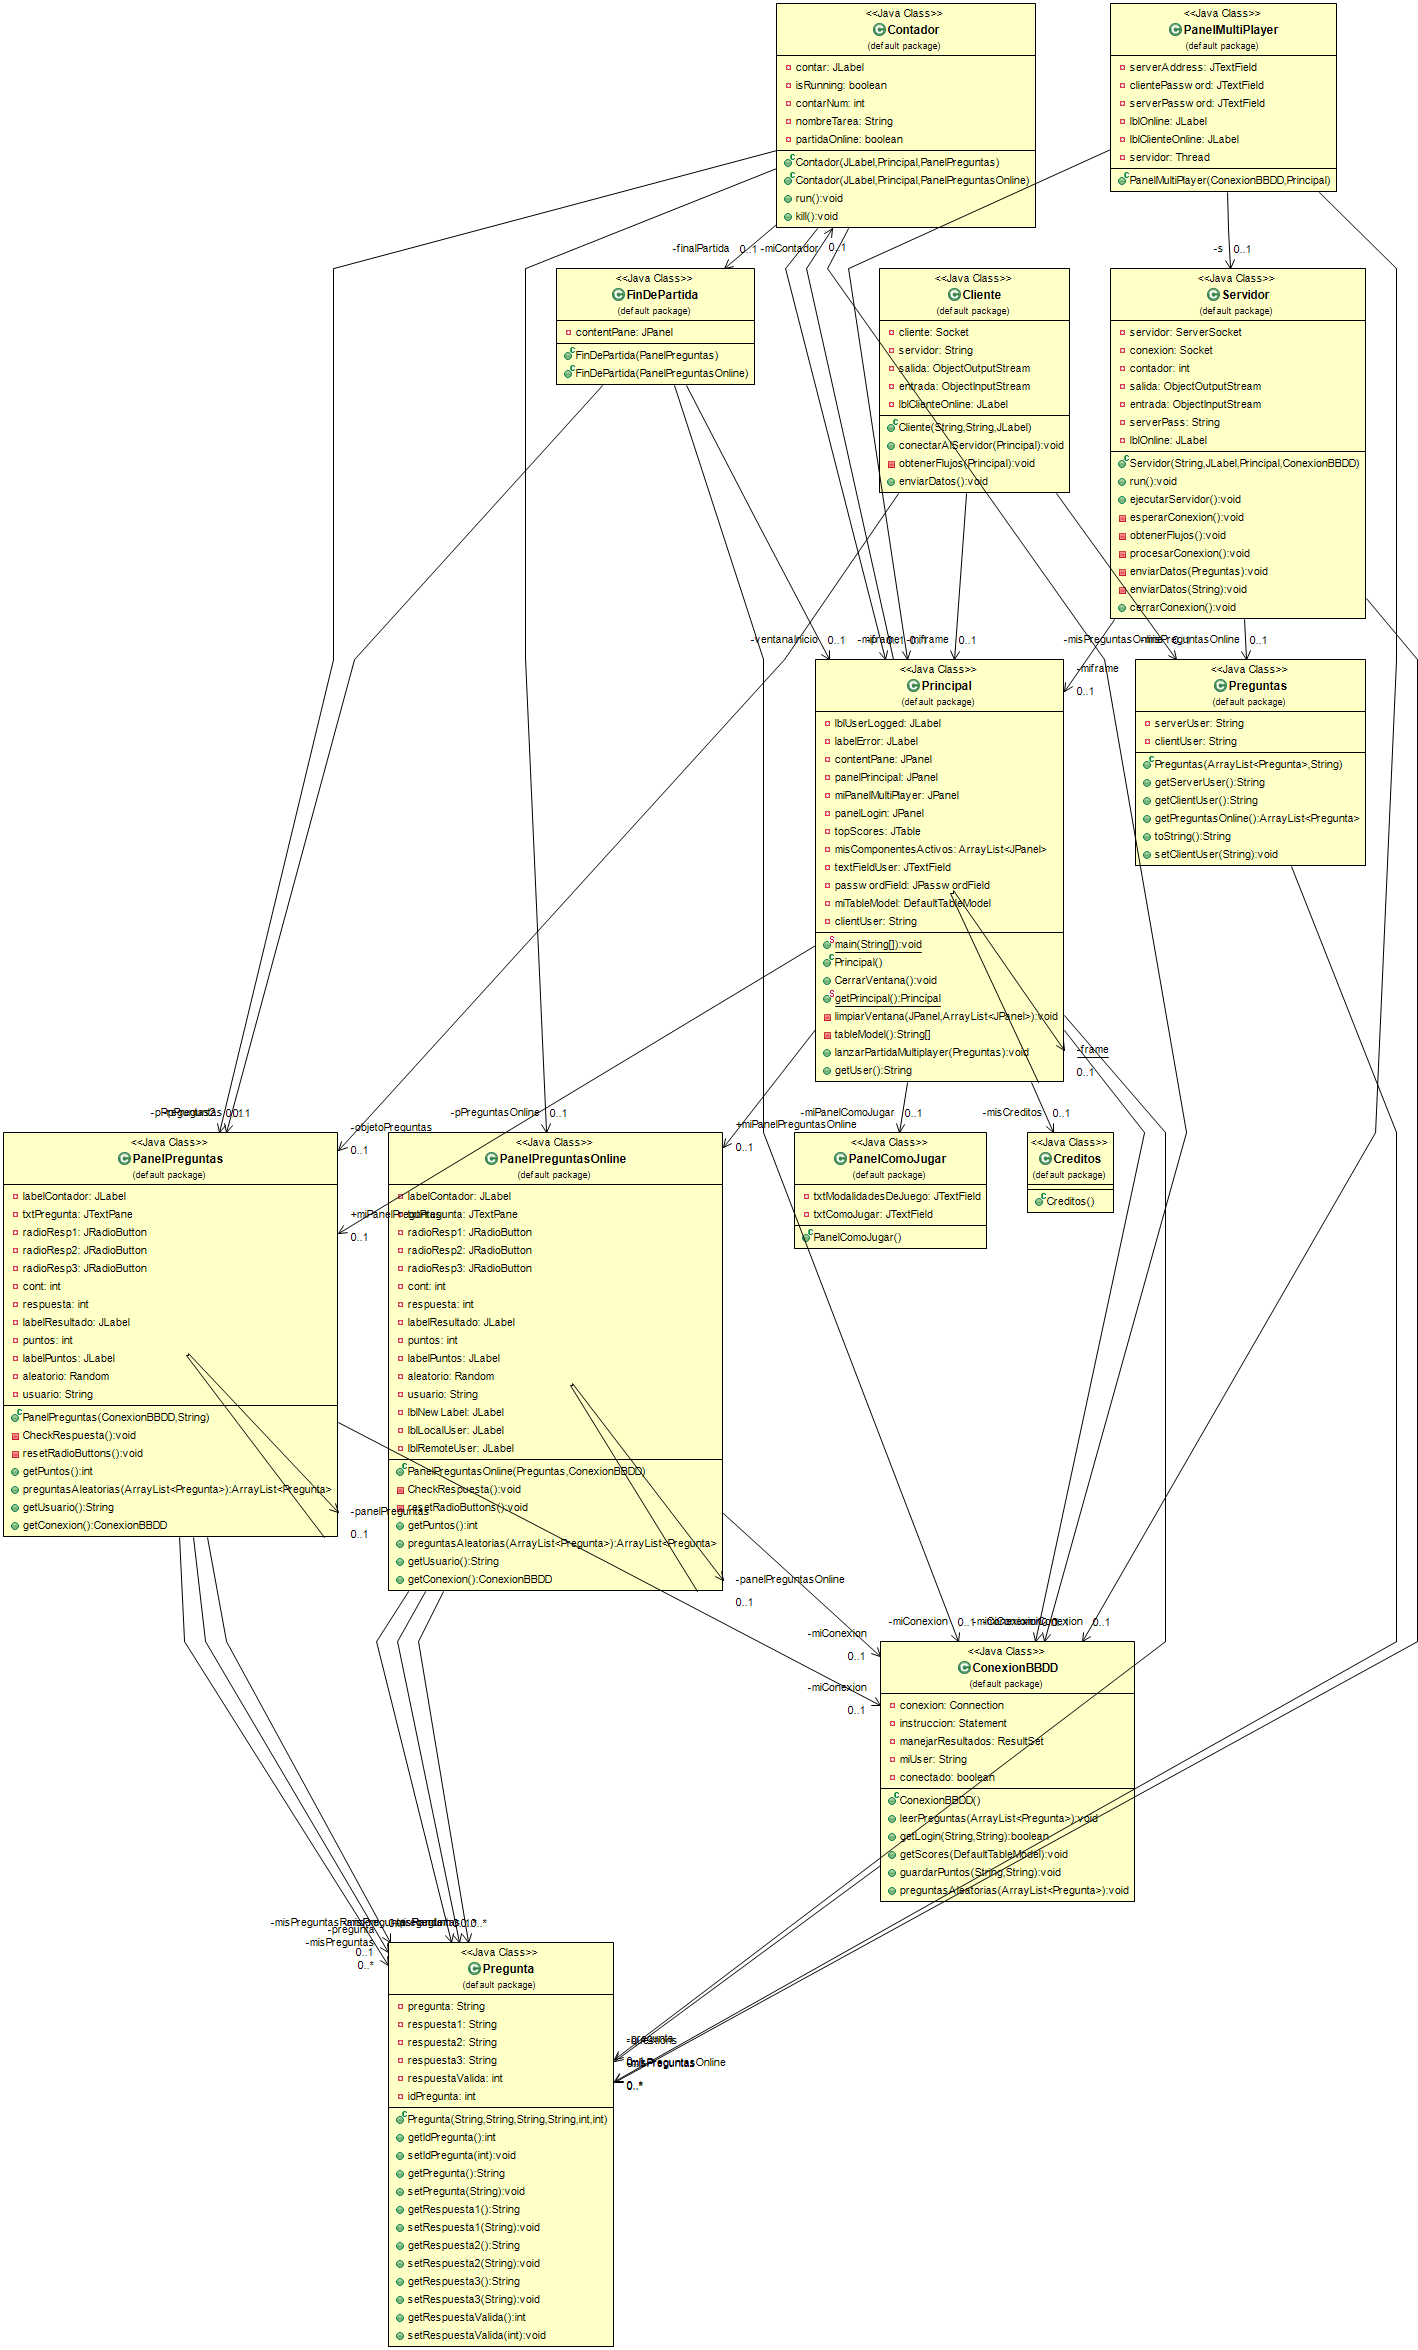 <<Java Class>>
Contador
(default package)
contar: JLabel
isRunning: boolean
contarNum: int
nombreTarea: String
partidaOnline: boolean
Contador(JLabel,Principal,PanelPreguntas)
Contador(JLabel,Principal,PanelPreguntasOnline)
run():void
kill():void
<<Java Class>>
PanelMultiPlayer
(default package)
serverAddress: JTextField
clientePassword: JTextField
serverPassword: JTextField
lblOnline: JLabel
lblClienteOnline: JLabel
servidor: Thread
PanelMultiPlayer(ConexionBBDD,Principal)
-finalPartida 0..1
-miContador 0..1
-s 0..1
<<Java Class>>
FinDePartida
(default package)
contentPane: JPanel
FinDePartida(PanelPreguntas)
FinDePartida(PanelPreguntasOnline)
<<Java Class>>
Cliente
(default package)
cliente: Socket
servidor: String
salida: ObjectOutputStream
entrada: ObjectInputStream
lblClienteOnline: JLabel
Cliente(String,String,JLabel)
conectarAlServidor(Principal):void
obtenerFlujos(Principal):void
enviarDatos():void
<<Java Class>>
Servidor
(default package)
servidor: ServerSocket
conexion: Socket
contador: int
salida: ObjectOutputStream
entrada: ObjectInputStream
serverPass: String
lblOnline: JLabel
Servidor(String,JLabel,Principal,ConexionBBDD)
run():void
ejecutarServidor():void
esperarConexion():void
obtenerFlujos():void
procesarConexion():void
enviarDatos(Preguntas):void
enviarDatos(String):void
cerrarConexion():void
-ventanaInicio 0..1
-miframe 0..1
-misPreguntasOnline
0..1
-miframe
0..1
<<Java Class>>
Principal
(default package)
lblUserLogged: JLabel
labelError: JLabel
contentPane: JPanel
panelPrincipal: JPanel
miPanelMultiPlayer: JPanel
panelLogin: JPanel
topScores: JTable
misComponentesActivos: ArrayList<JPanel>
textFieldUser: JTextField
passwordField: JPasswordField
miTableModel: DefaultTableModel
clientUser: String
main(String[]):void
Principal()
CerrarVentana():void
getPrincipal():Principal
limpiarVentana(JPanel,ArrayList<JPanel>):void
tableModel():String[]
lanzarPartidaMultiplayer(Preguntas):void
getUser():String
<<Java Class>>
Preguntas
(default package)
serverUser: String
clientUser: String
Preguntas(ArrayList<Pregunta>,String)
getServerUser():String
getClientUser():String
getPreguntasOnline():ArrayList<Pregunta>
toString():String
setClientUser(String):void
-frame
0..1
-objetoPreguntas
0..1
-pPreguntasOnline 0..1
+miPanelPreguntasOnline
0..1
-miPanelComoJugar 0..1
-misCreditos 0..1
<<Java Class>>
PanelPreguntas
(default package)
labelContador: JLabel
txtPregunta: JTextPane
radioResp1: JRadioButton
radioResp2: JRadioButton
radioResp3: JRadioButton
cont: int
respuesta: int
labelResultado: JLabel
puntos: int
labelPuntos: JLabel
aleatorio: Random
usuario: String
PanelPreguntas(ConexionBBDD,String)
CheckRespuesta():void
resetRadioButtons():void
getPuntos():int
preguntasAleatorias(ArrayList<Pregunta>):ArrayList<Pregunta>
getUsuario():String
getConexion():ConexionBBDD
+miPanelPreguntas
0..1
-panelPreguntas
0..1
<<Java Class>>
PanelPreguntasOnline
(default package)
labelContador: JLabel
txtPregunta: JTextPane
radioResp1: JRadioButton
radioResp2: JRadioButton
radioResp3: JRadioButton
cont: int
respuesta: int
labelResultado: JLabel
puntos: int
labelPuntos: JLabel
aleatorio: Random
usuario: String
lblNewLabel: JLabel
lblLocalUser: JLabel
lblRemoteUser: JLabel
PanelPreguntasOnline(Preguntas,ConexionBBDD)
CheckRespuesta():void
resetRadioButtons():void
getPuntos():int
preguntasAleatorias(ArrayList<Pregunta>):ArrayList<Pregunta>
getUsuario():String
getConexion():ConexionBBDD
-panelPreguntasOnline
0..1
<<Java Class>>
PanelComoJugar
(default package)
txtModalidadesDeJuego: JTextField
txtComoJugar: JTextField
PanelComoJugar()
<<Java Class>>
Creditos
(default package)
Creditos()
-miConexion 0..1
0..1
-miConexion
0..1
-miConexion
0..1
<<Java Class>>
ConexionBBDD
(default package)
conexion: Connection
instruccion: Statement
manejarResultados: ResultSet
miUser: String
conectado: boolean
ConexionBBDD()
leerPreguntas(ArrayList<Pregunta>):void
getLogin(String,String):boolean
getScores(DefaultTableModel):void
guardarPuntos(String,String):void
preguntasAleatorias(ArrayList<Pregunta>):void
-pregunta
-misPreguntas
0..1
0..*
<<Java Class>>
Pregunta
(default package)
pregunta: String
respuesta1: String
respuesta2: String
respuesta3: String
respuestaValida: int
idPregunta: int
Pregunta(String,String,String,String,int,int)
getIdPregunta():int
setIdPregunta(int):void
getPregunta():String
setPregunta(String):void
getRespuesta1():String
setRespuesta1(String):void
getRespuesta2():String
setRespuesta2(String):void
getRespuesta3():String
setRespuesta3(String):void
getRespuestaValida():int
setRespuestaValida(int):void
0..*